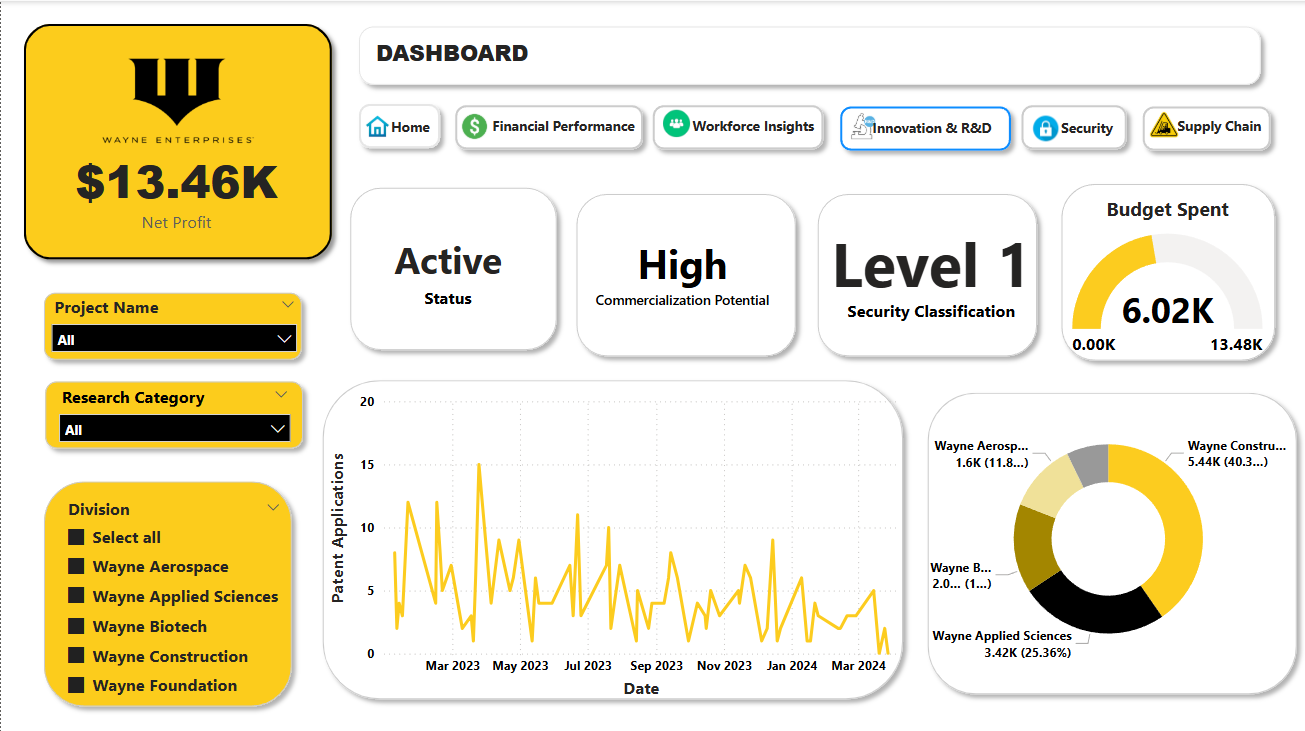 WAYNE ENTERPRISES
$13.46K
Net Profit
DASHBOARD
Home
Financial Performance
Workforce Insights
Innovation & R&D
Security
Supply Chain
Active
Status
High
Commercialization Potential
Level 1
Security Classification
Budget Spent
6.02K
0.00K
13.48K
Project Name
All
Research Category
All
Division
Select all
Wayne Aerospace
Wayne Applied Sciences
Wayne Biotech
Wayne Construction
Wayne Foundation
Patent Applications
20
15
10
5
0
Mar 2023
May 2023
Jul 2023
Sep 2023
Nov 2023
Jan 2024
Mar 2024
Date
Wayne Aerosp...
1.6K (11.8...)
Wayne Constru...
5.44K (40.3...)
Wayne B...
2.0... (1...)
Wayne Applied Sciences
3.42K (25.36%)